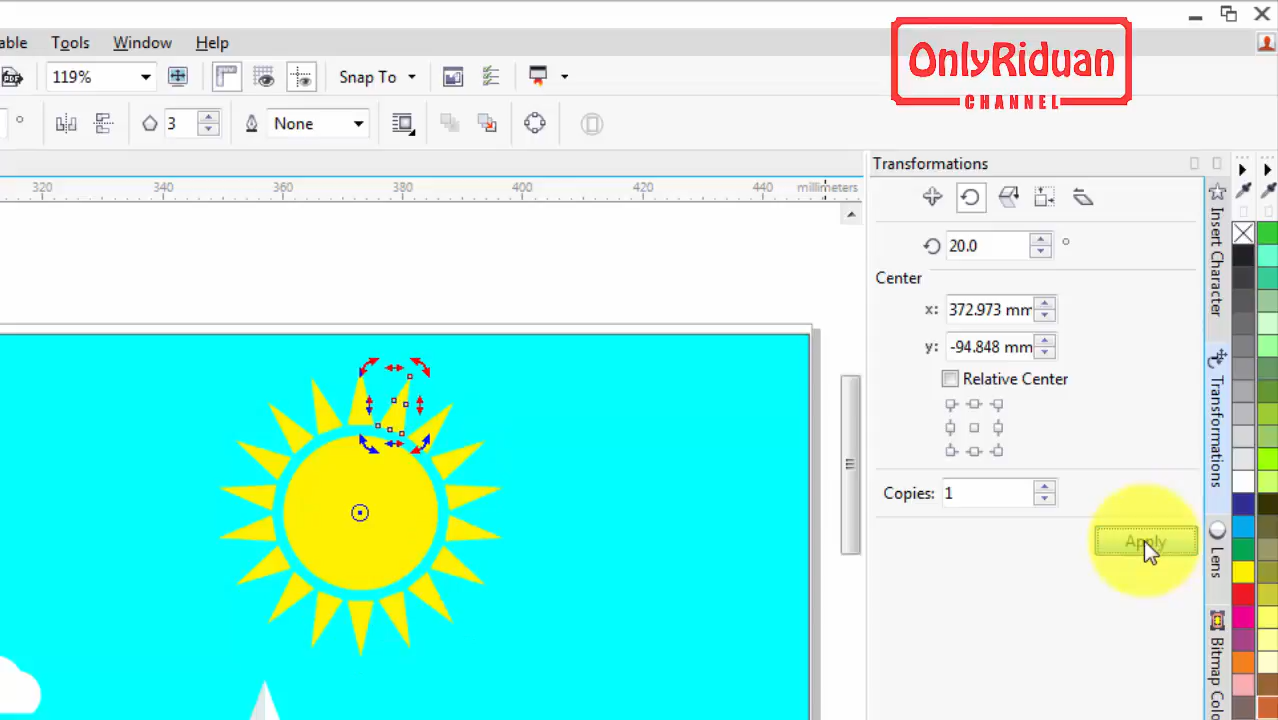 able Tools Window Help
OnlyRiduan
CHANNEL
119% Snap To
3 None
Transformations
320 340 360 380 400 420 440 millimeters
20.0 °
Center
x: 372.973 mm
y: -94.848 mm
Relative Center
Copies: 1
Apply
Insert Character
Transformations
Lens
Bitmap Colo